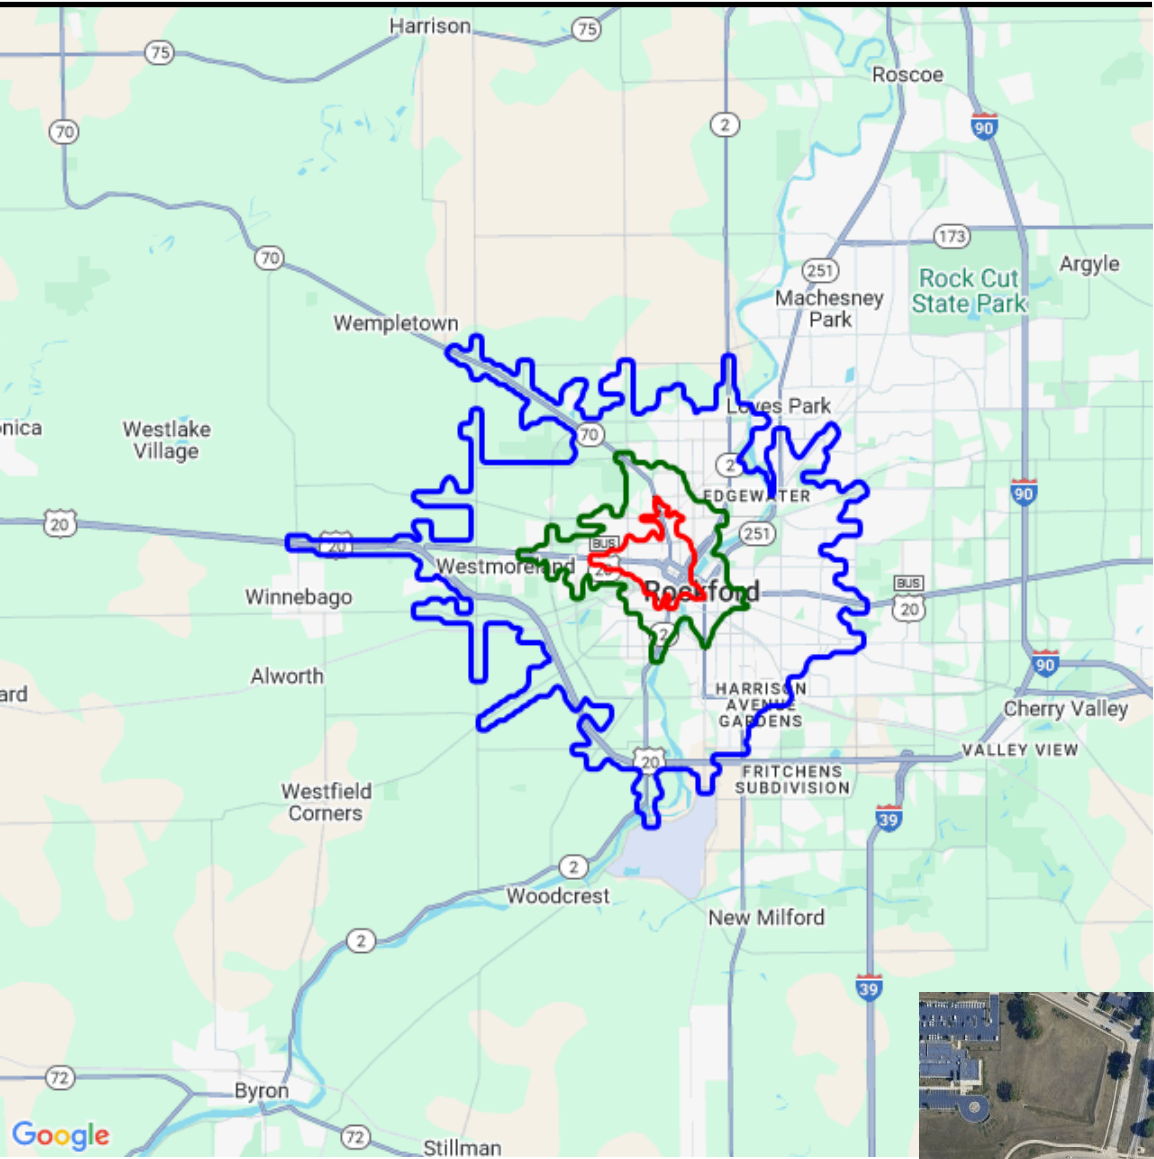 Harrison
75
75
Roscoe
2
90
70
173
70
251
Argyle
Rock Cut
State Park
Machesney
Park
Wempletown
Loves Park
onica
Westlake
Village
70
2
EDGEWATER
90
20
20
BUS
251
Westmoreland
20
Rockford
BUS
20
Winnebago
2
90
Alworth
ard
HARRISON
AVENUE
GARDENS
Cherry Valley
VALLEY VIEW
20
FRITCHENS
SUBDIVISION
Westfield
Corners
39
2
Woodcrest
New Milford
2
39
72
Byron
Google
72
Stillman